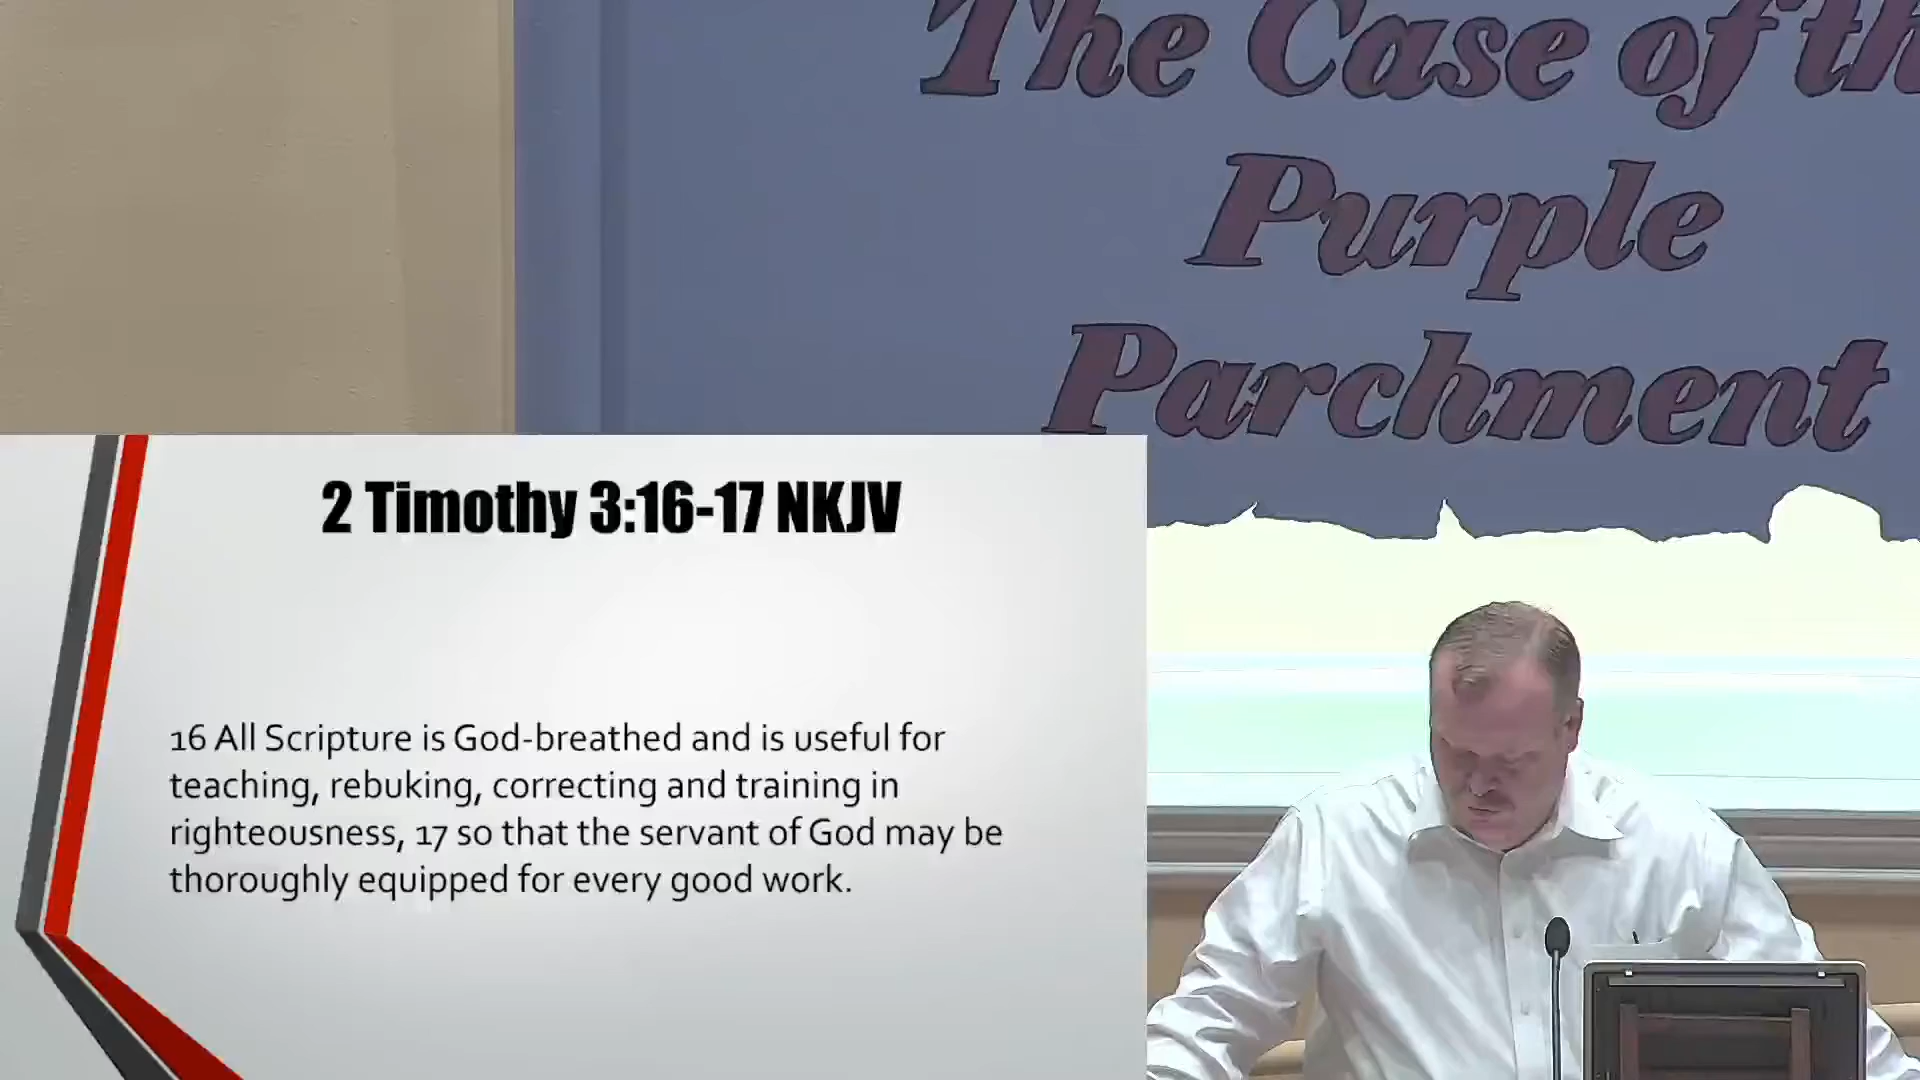 The Case of th
Purple
Parchment
2 Timothy 3:16-17 NKJV
16 All Scripture is God-breathed and is useful for
teaching, rebuking, correcting and training in
righteousness, 17 so that the servant of God may be
thoroughly equipped for every good work.